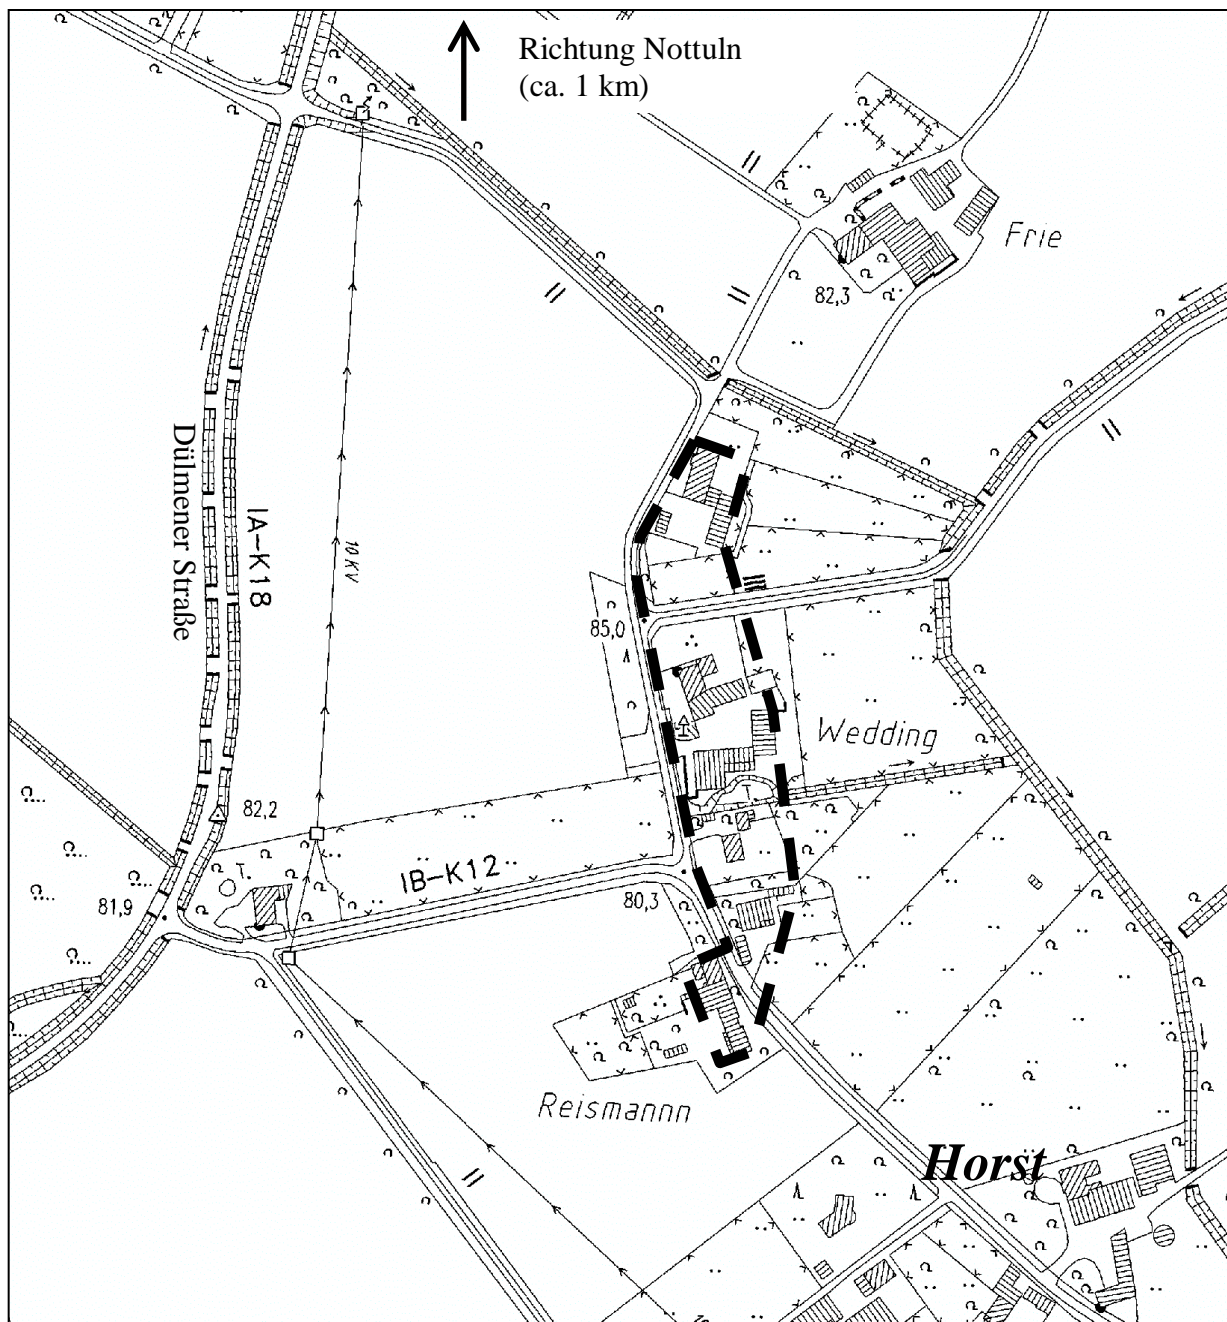 Richtung Nottuln
(ca. 1 km)
Frie
82,3
Dülmener Straße
IA-K18
10 KV
85,0
Wedding
82,2
IB-K12
T.
81,9
80,3
Reismannn
Horst